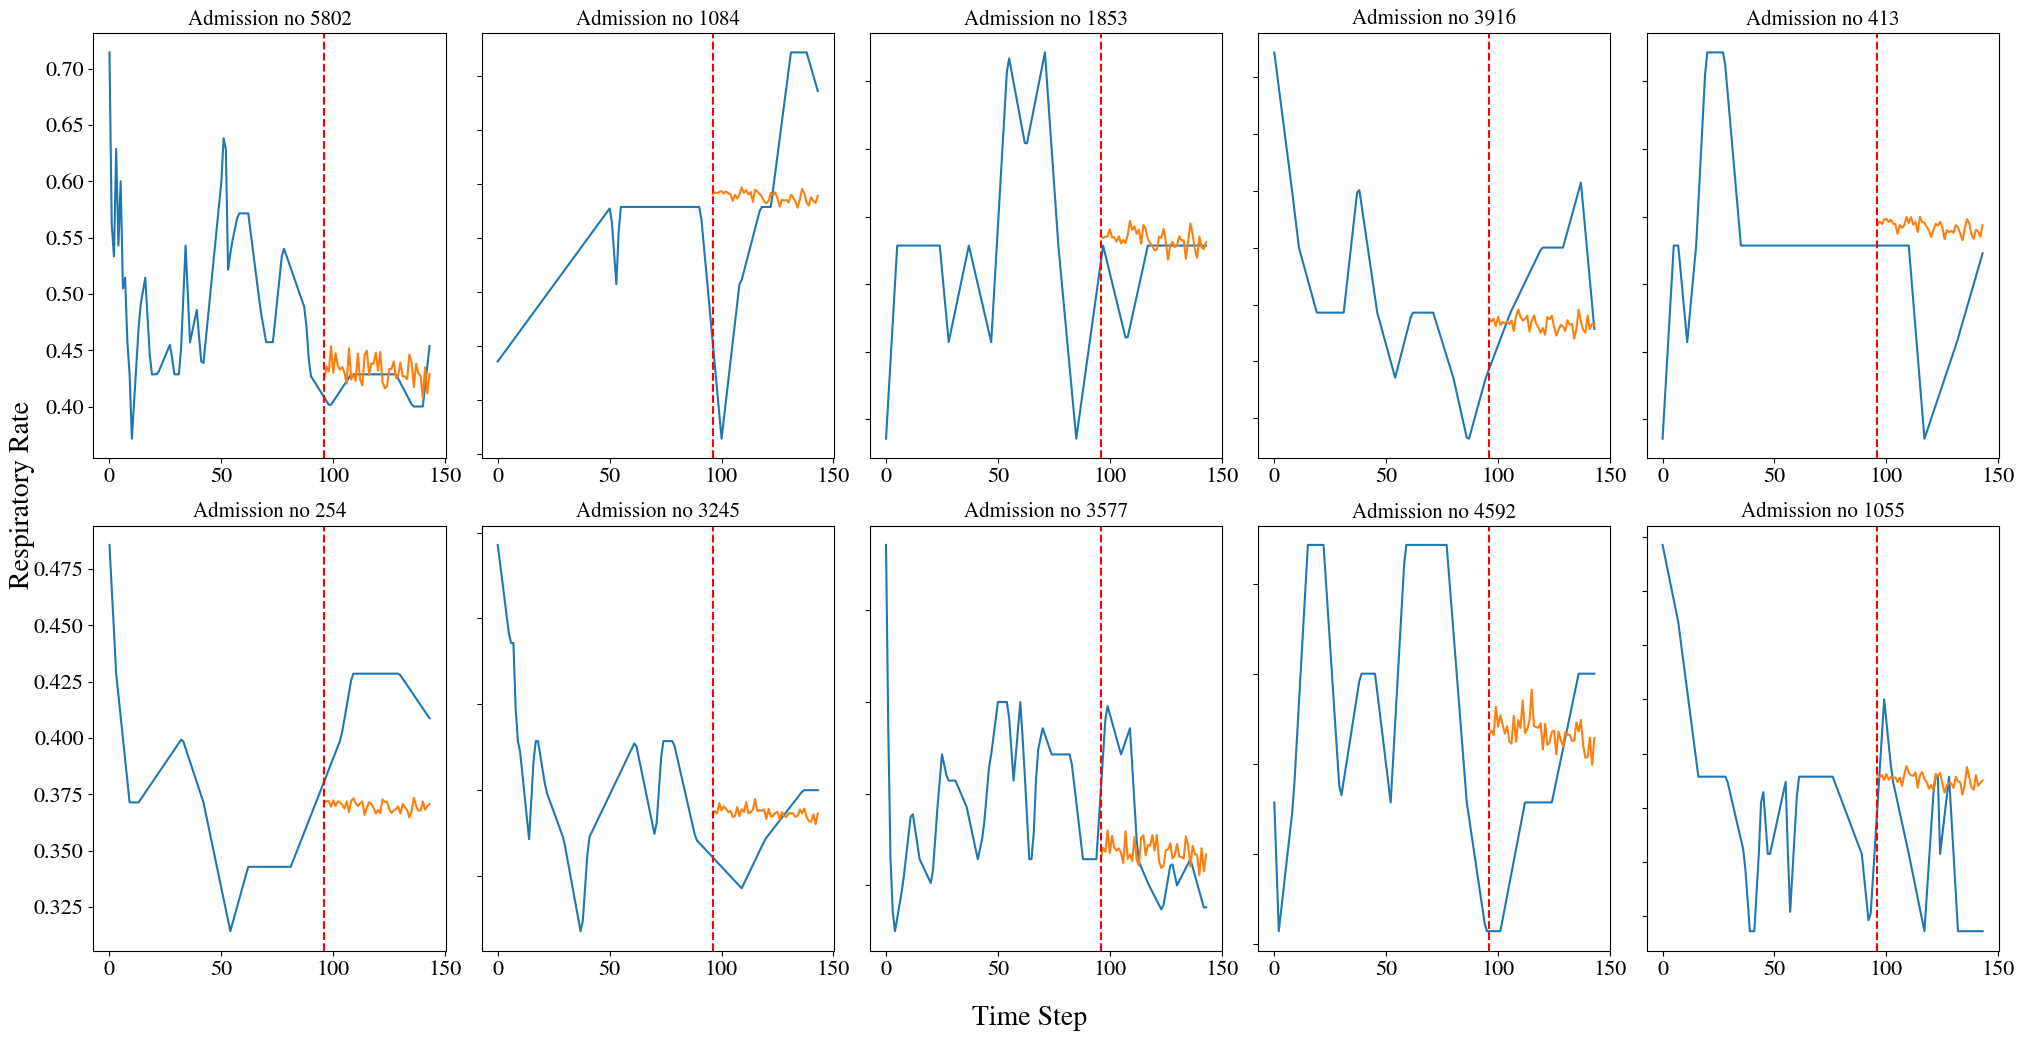 Admission no 5802
Admission no 1084
Admission no 1853
Admission no 3916
Admission no 413
0.70
0.65
0.60
0.55
0.50
0.45
0.40
0 50 100 150
0 50 100 150
0 50 100 150
0 50 100 150
0 50 100 150
Respiratory Rate
Admission no 254
Admission no 3245
Admission no 3577
Admission no 4592
Admission no 1055
0.475
0.450
0.425
0.400
0.375
0.350
0.325
0 50 100 150
0 50 100 150
0 50 100 150
0 50 100 150
0 50 100 150
Time Step